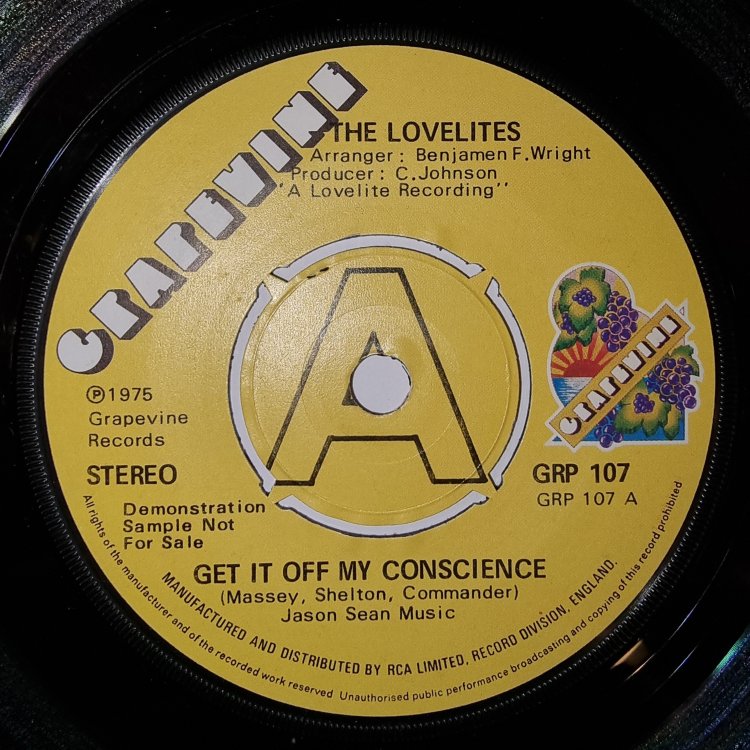 GRAPEVINE
THE LOVELITES
Arranger : Benjamen F. Wright
Producer : C. Johnson
"A Lovelite Recording"
A
GRAPEVINE
℗ 1975
Grapevine
Records
STEREO
GRP 107
GRP 107 A
Demonstration
Sample Not
For Sale
GET IT OFF MY CONSCIENCE
(Massey, Shelton, Commander)
Jason Sean Music
MANUFACTURED AND DISTRIBUTED BY RCA LIMITED, RECORD DIVISION, ENGLAND.
All rights of the manufacturer and of the recorded work reserved Unauthorised public performance broadcasting and copying of this record prohibited